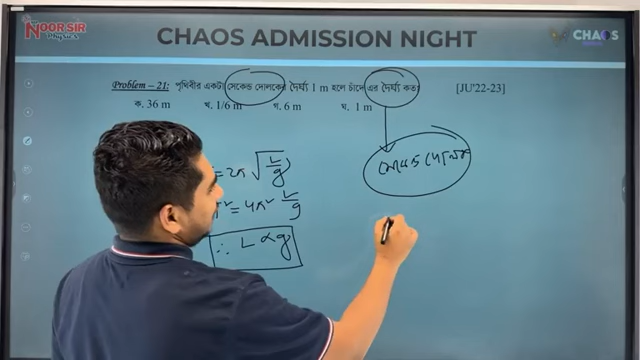 NOOR SIR
PHYSICS
CHAOS ADMISSION NIGHT
CHAOS
Problem – 21: পৃথিবীর একটা সেকেন্ড দোলকের দৈর্ঘ্য 1 m হলে চাঁদে এর দৈর্ঘ্য কত? [JU'22-23]
ক. 36 m খ. 1/6 m গ. 6 m ঘ. 1 m
সেকেন্ড দোলক
= 2π √L/g
= 4π² L/g
∴ L ∝ g